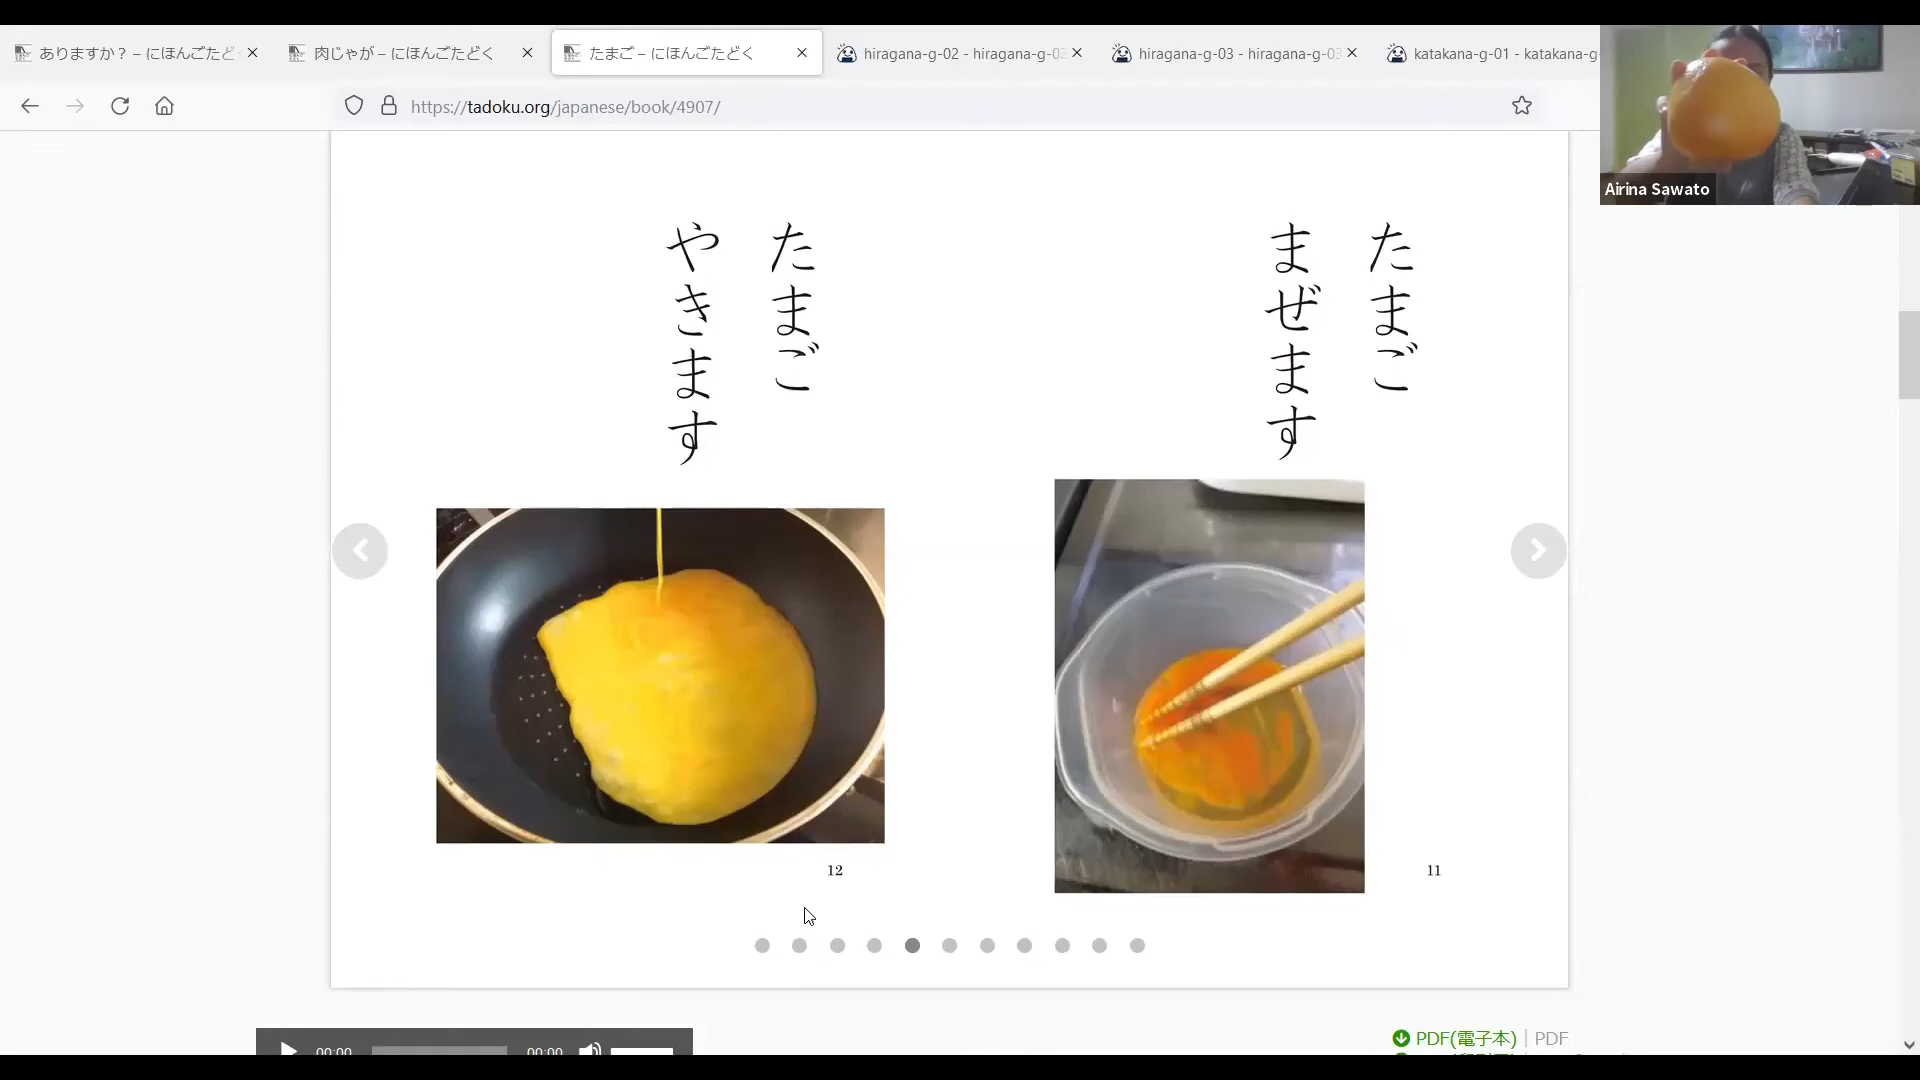 ありますか？ – にほんごたど
肉じゃが – にほんごたどく
たまご – にほんごたどく
hiragana-g-02 - hiragana-g-02
hiragana-g-03 - hiragana-g-03
katakana-g-01 - katakana-g-
https://tadoku.org/japanese/book/4907/
Airina Sawato
たまご
まぜます
11
たまご
やきます
12
00:00
00:00
PDF(電子本) | PDF